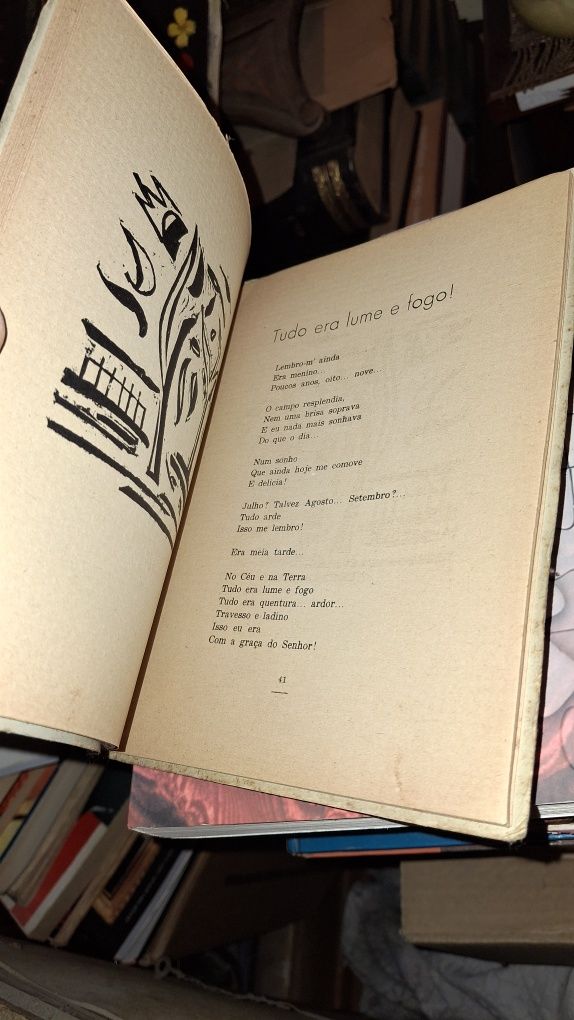 Tudo era lume e fogo!
Lembro-m' ainda
Era menino...
Poucos anos, oito... nove...
O campo resplendia,
Nem uma brisa soprava
E eu nada mais sonhava
Do que o dia...
Num sonho
Que ainda hoje me comove
E delicia!
Julho? Talvez Agosto... Setembro?...
Tudo arde
Isso me lembro!
Era meia tarde...
No Céu e na Terra
Tudo era lume e fogo
Tudo era quentura... ardor...
Travesso e ladino
Isso eu era
Com a graça do Senhor!
41